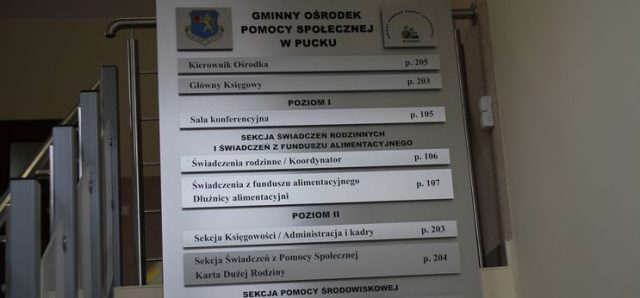 GMINNY OŚRODEK
POMOCY SPOŁECZNEJ
W PUCKU
Kierownik Ośrodka p. 205
Główny Księgowy p. 203
POZIOM I
Sala konferencyjna p. 105
SEKCJA ŚWIADCZEŃ RODZINNYCH
I ŚWIADCZEŃ Z FUNDUSZU ALIMENTACYJNEGO
Świadczenia rodzinne / Koordynator p. 106
Świadczenia z funduszu alimentacyjnego p. 107
Dłużnicy alimentacyjni
POZIOM II
Sekcja Księgowości / Administracja i kadry p. 203
Sekcja Świadczeń z Pomocy Społecznej p. 204
Karta Dużej Rodziny
SEKCJA POMOCY ŚRODOWISKOWEJ